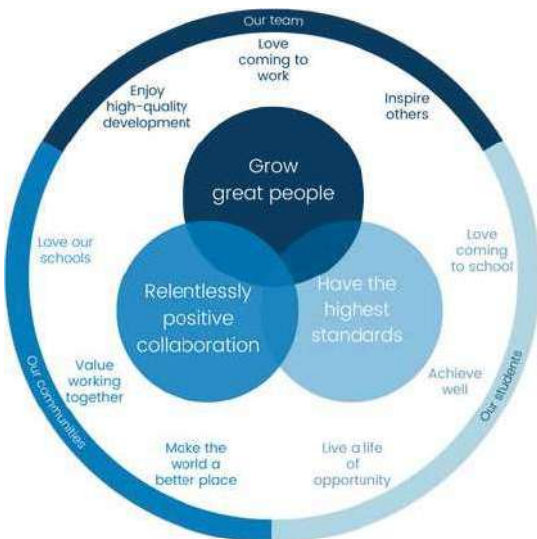 Our team
Love
coming to
work
Enjoy
high-quality
development
Inspire
others
Grow
great people
Love our
schools
Love
coming
to school
Relentlessly
positive
collaboration
Have the
highest
standards
Value
working
together
Achieve
well
Our communities
Our students
Make the
world a
better place
Live a life
of
opportunity